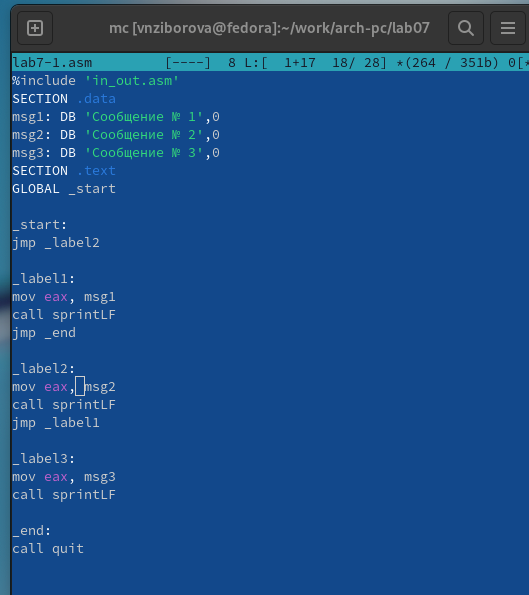 mc [vnziborova@fedora]:~/work/arch-pc/lab07
lab7-1.asm [----] 8 L:[ 1+17 18/ 28] *(264 / 351b) 0[*
%include 'in_out.asm'
SECTION .data
msg1: DB 'Сообщение № 1',0
msg2: DB 'Сообщение № 2',0
msg3: DB 'Сообщение № 3',0
SECTION .text
GLOBAL _start
_start:
jmp _label2
_label1:
mov eax, msg1
call sprintLF
jmp _end
_label2:
mov eax, msg2
call sprintLF
jmp _label1
_label3:
mov eax, msg3
call sprintLF
_end:
call quit